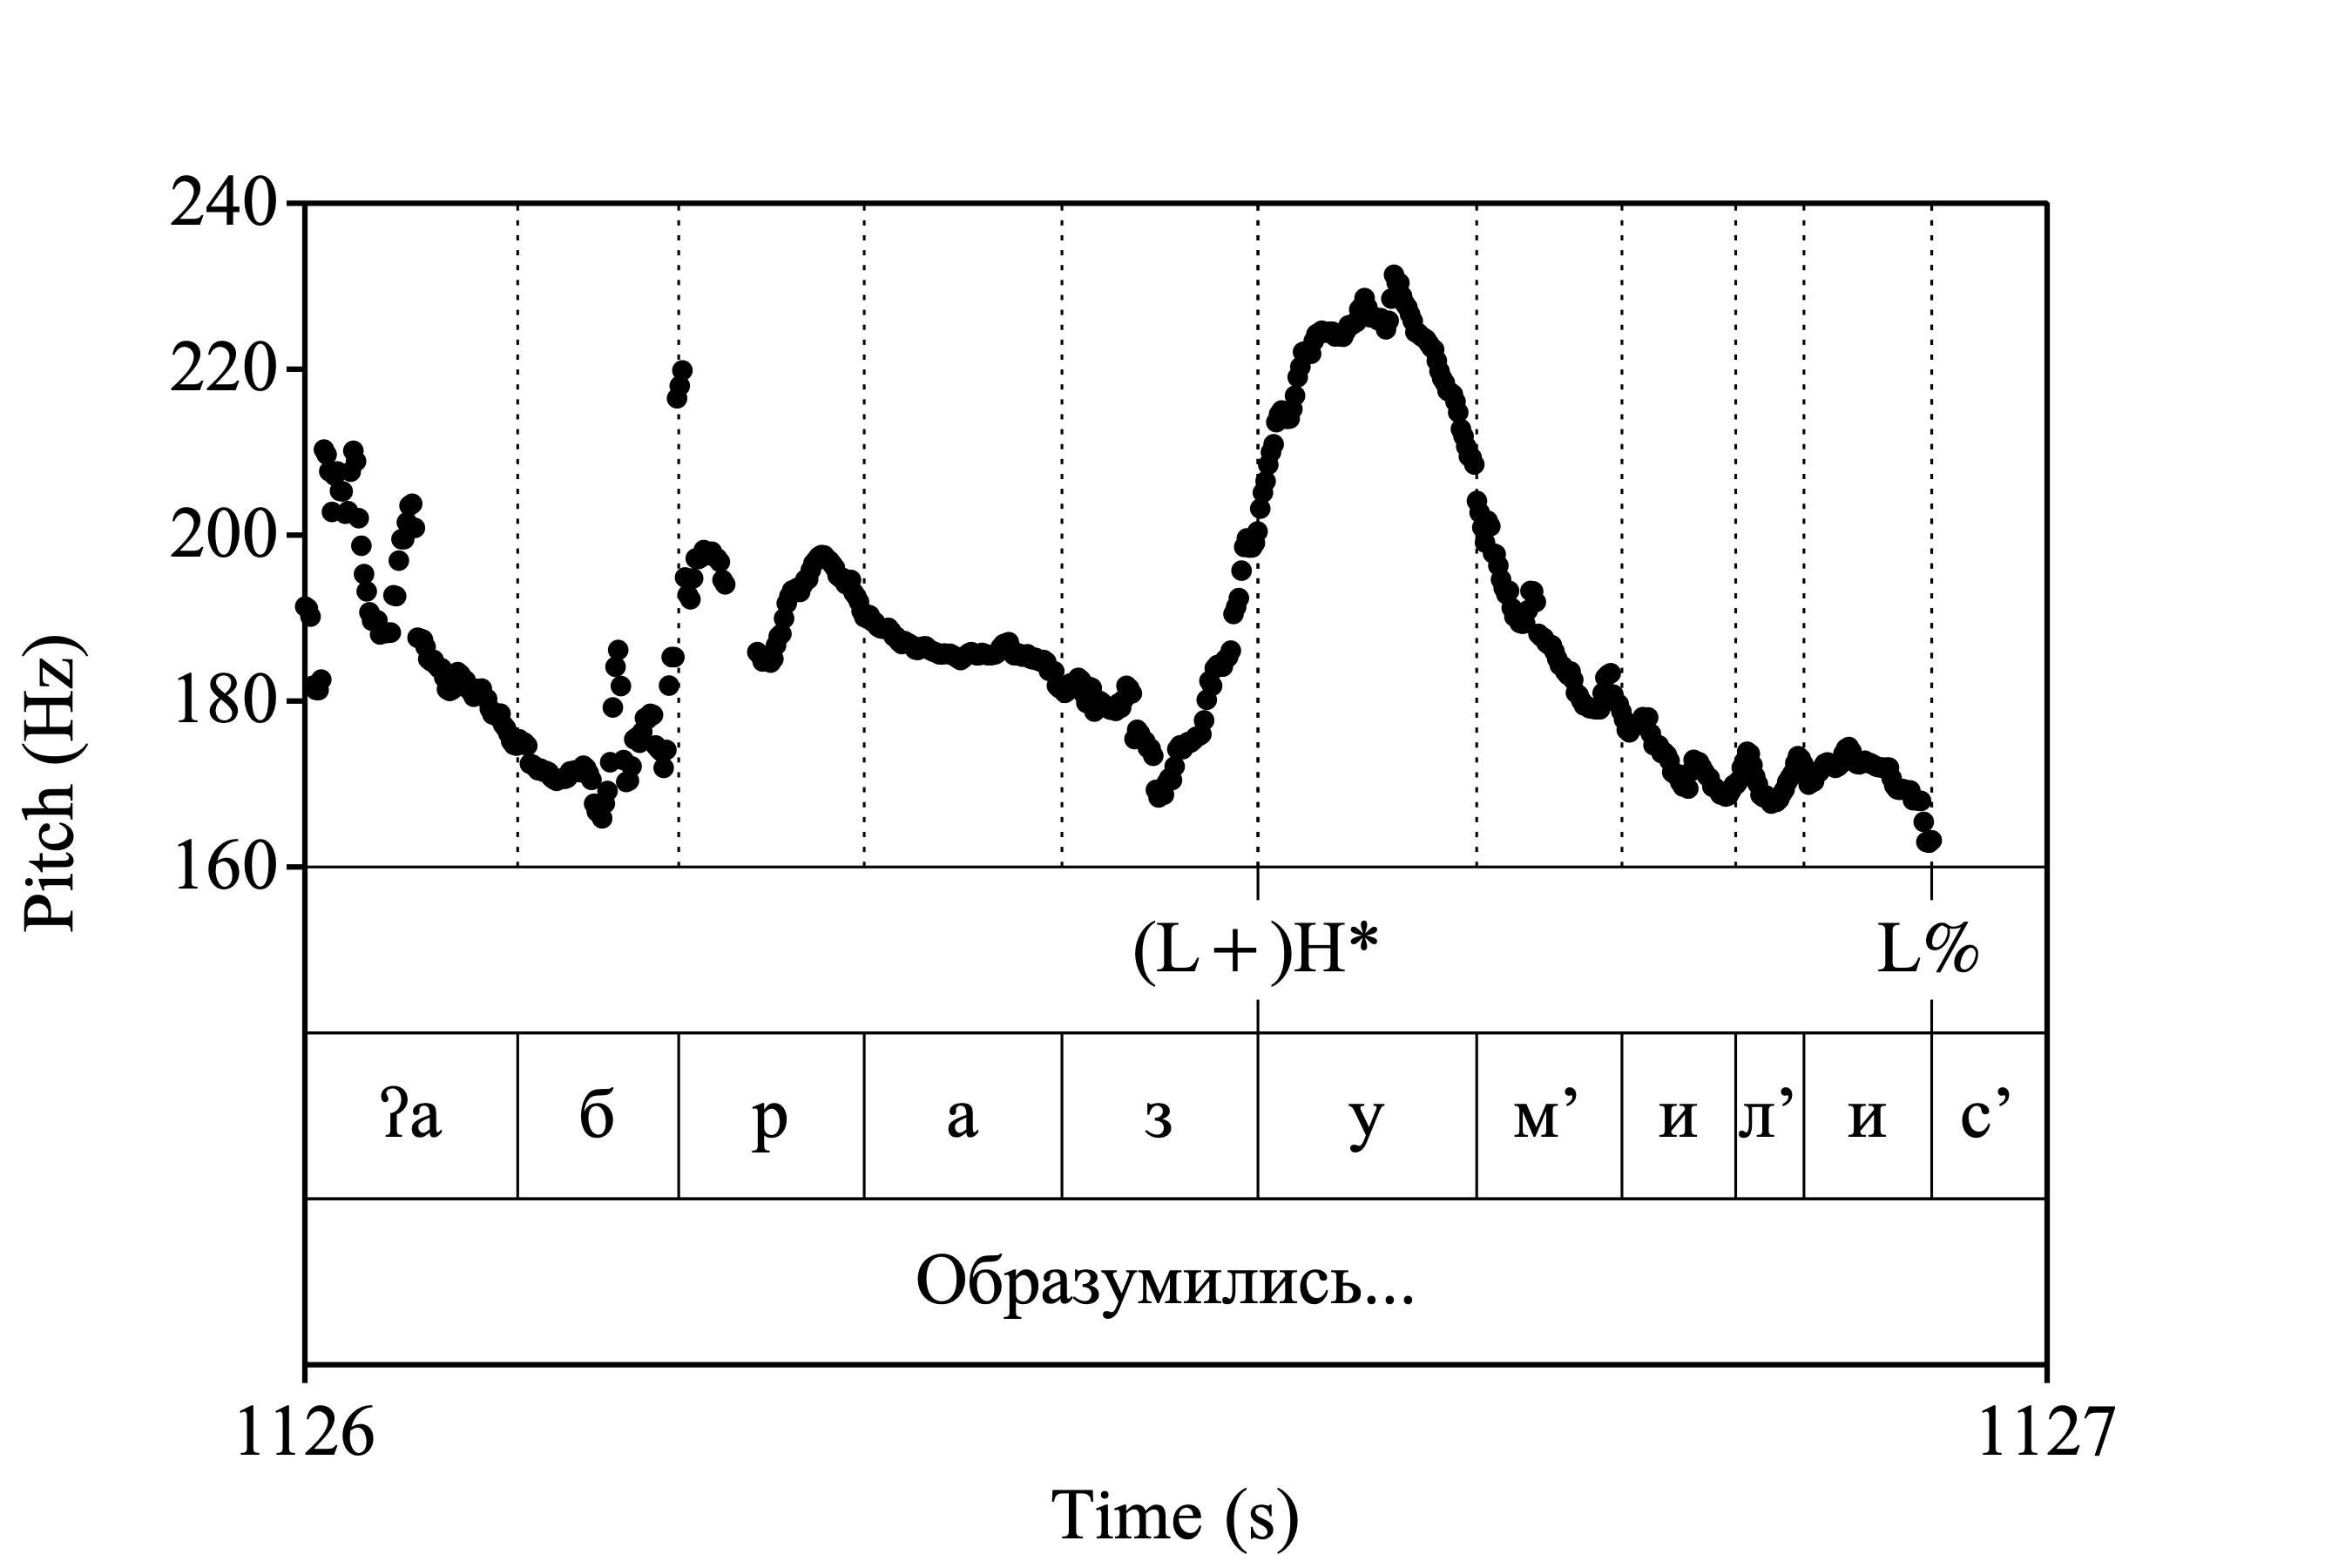 240
220
200
180
160
Pitch (Hz)
(L+)H* L%
ʔа б р а з у м’ и л’ и с’
Образумились...
1126 1127
Time (s)